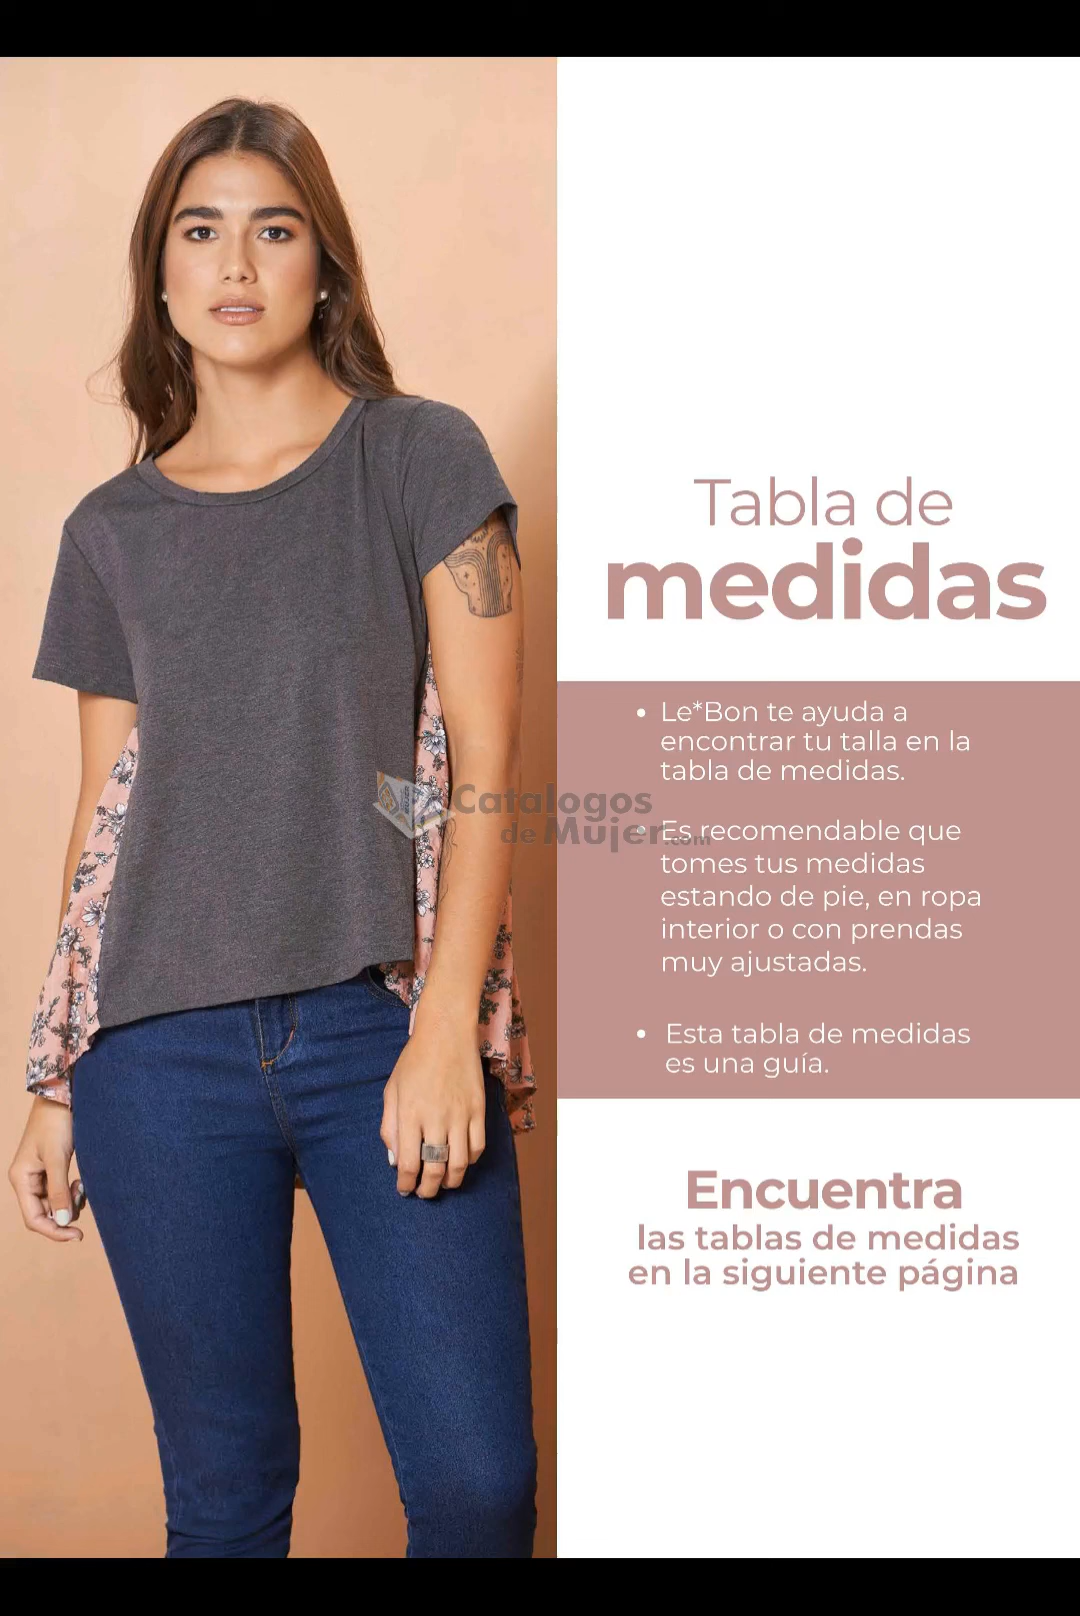 Tabla de
medidas
• Le*Bon te ayuda a
encontrar tu talla en la
tabla de medidas.
Catalogos
de Mujer.com
• Es recomendable que
tomes tus medidas
estando de pie, en ropa
interior o con prendas
muy ajustadas.
• Esta tabla de medidas
es una guía.
Encuentra
las tablas de medidas
en la siguiente página